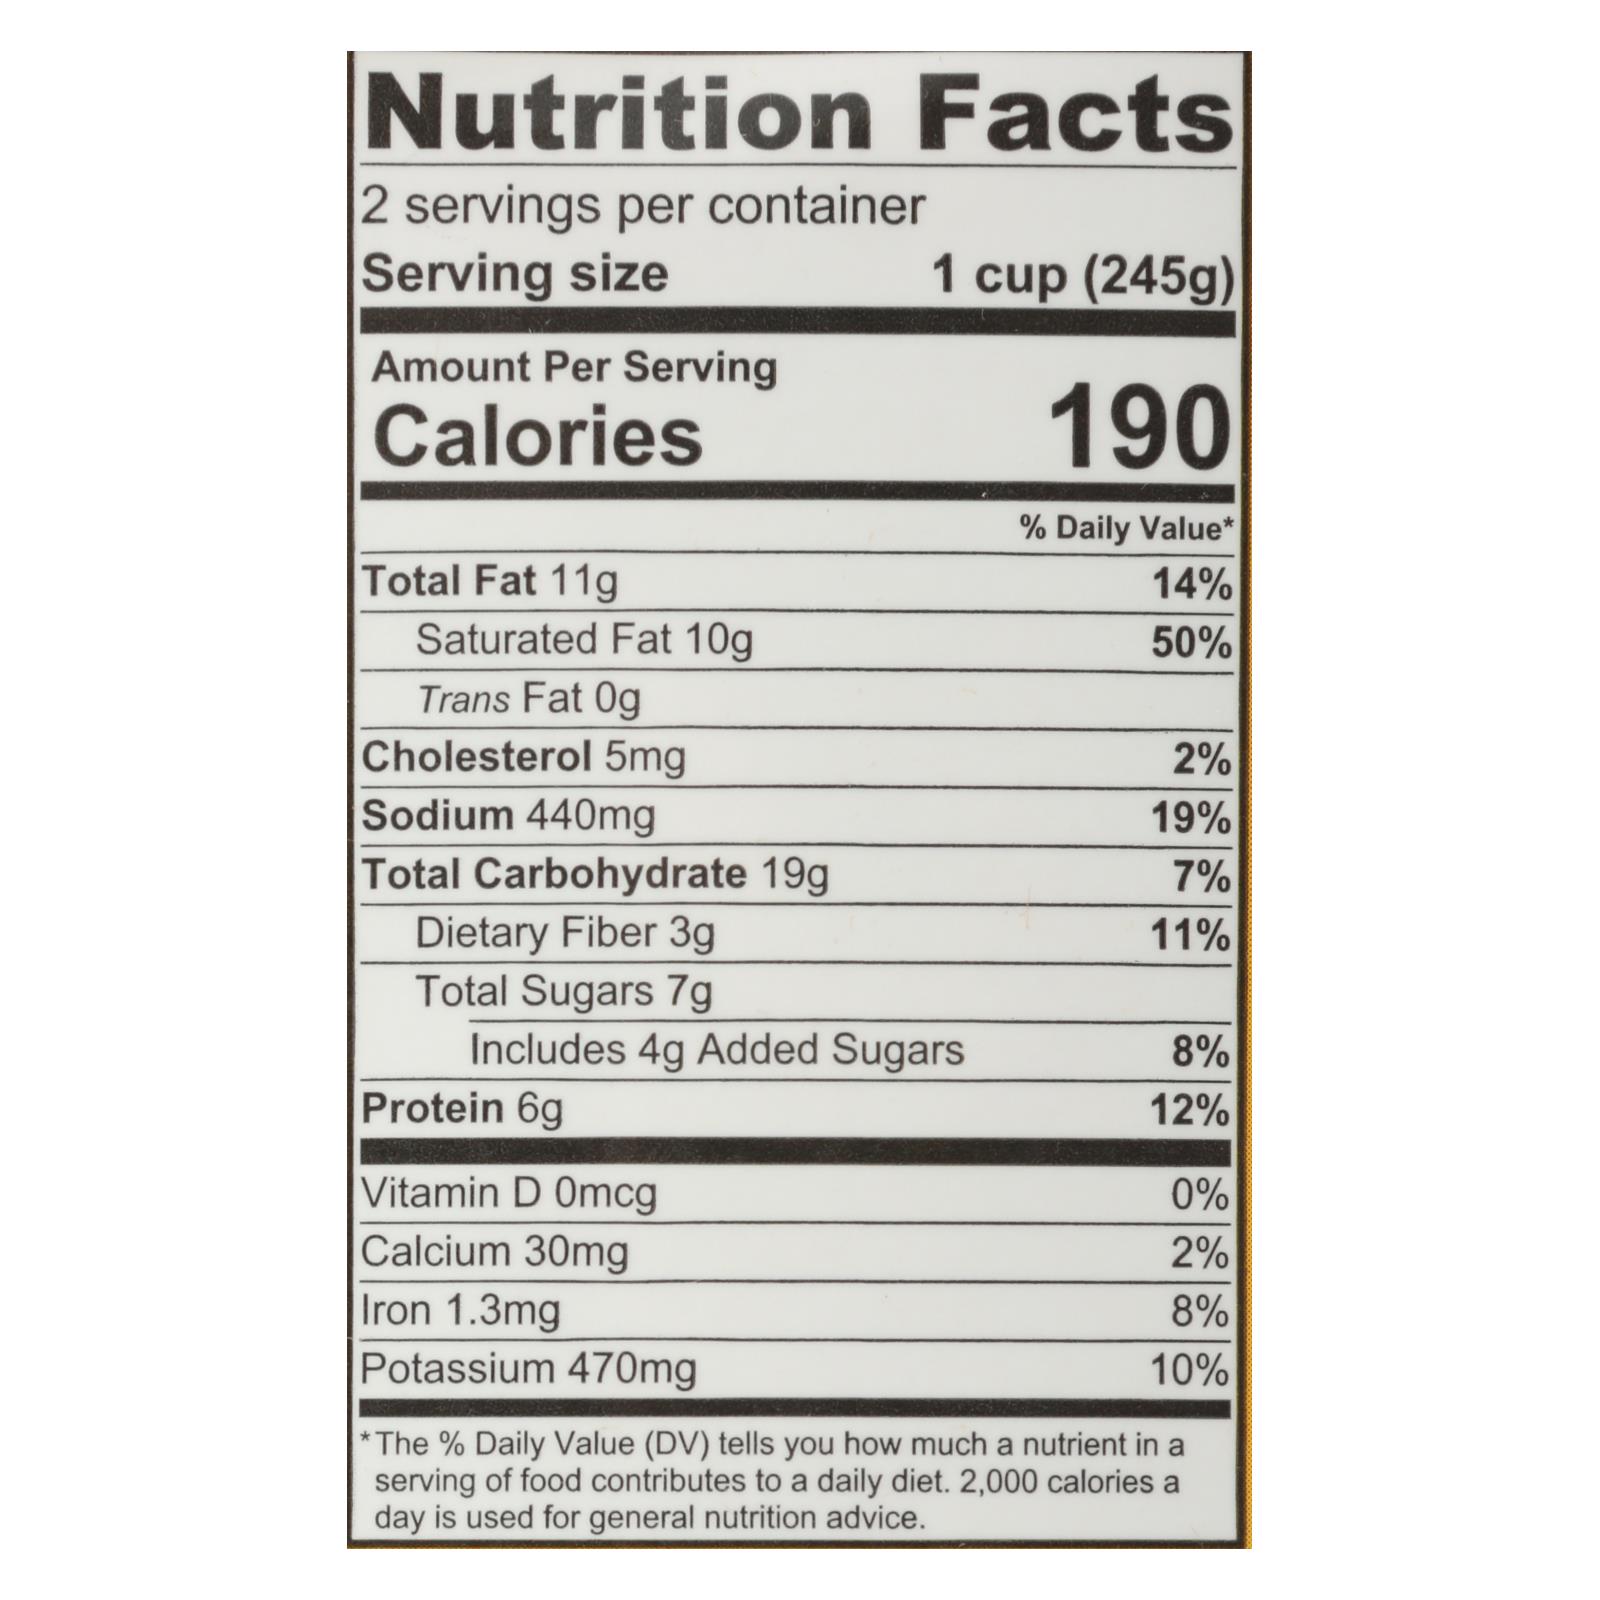 Nutrition Facts
2 servings per container
Serving size 1 cup (245g)
Amount Per Serving
Calories 190
% Daily Value*
Total Fat 11g 14%
Saturated Fat 10g 50%
Trans Fat 0g
Cholesterol 5mg 2%
Sodium 440mg 19%
Total Carbohydrate 19g 7%
Dietary Fiber 3g 11%
Total Sugars 7g
Includes 4g Added Sugars 8%
Protein 6g 12%
Vitamin D 0mcg 0%
Calcium 30mg 2%
Iron 1.3mg 8%
Potassium 470mg 10%
*The % Daily Value (DV) tells you how much a nutrient in a
serving of food contributes to a daily diet. 2,000 calories a
day is used for general nutrition advice.